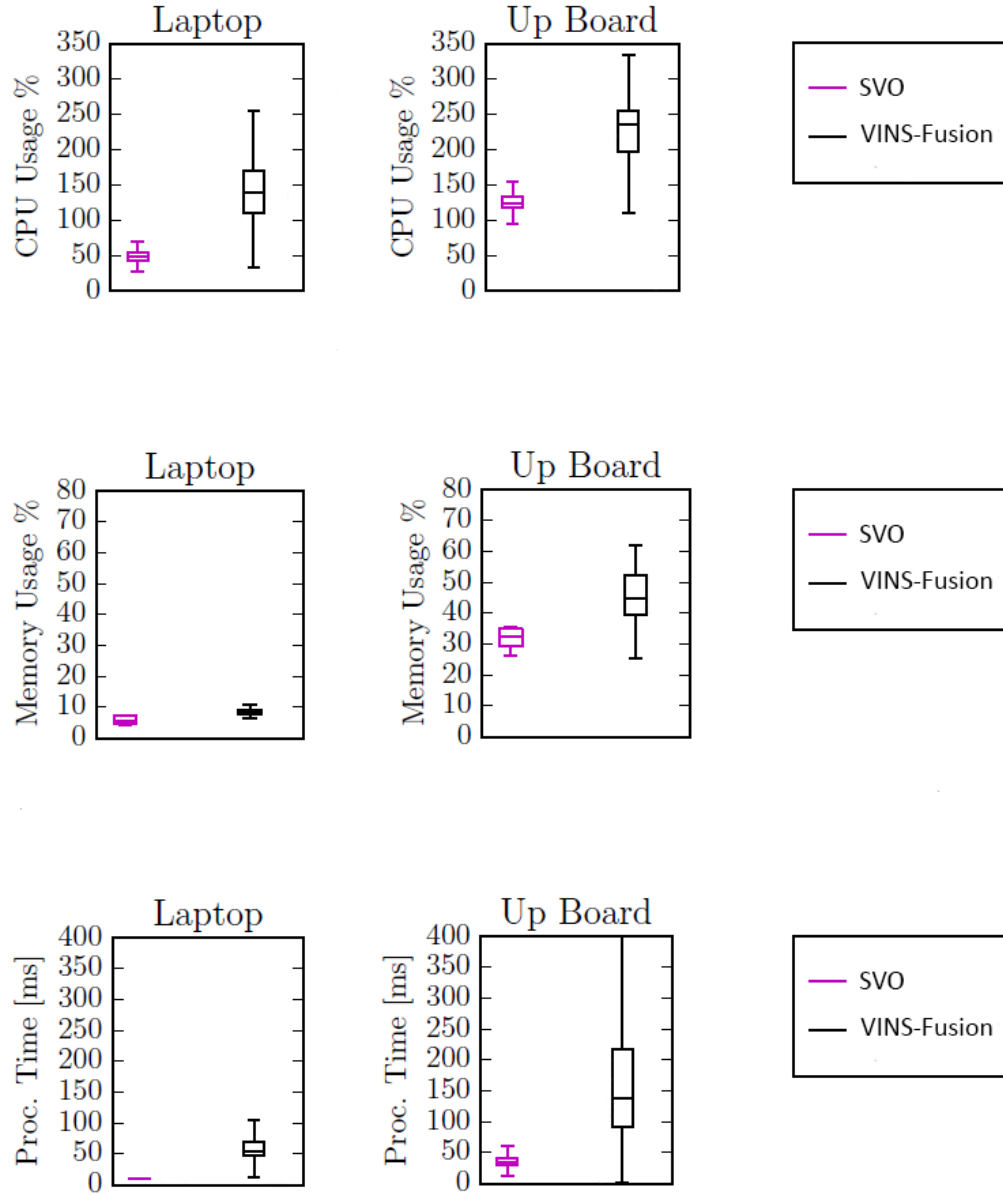 Laptop
Up Board
350
300
250
200
150
100
50
0
CPU Usage %
350
300
250
200
150
100
50
0
CPU Usage %
SVO
VINS-Fusion
Laptop
Up Board
80
70
60
50
40
30
20
10
0
Memory Usage %
80
70
60
50
40
30
20
10
0
Memory Usage %
SVO
VINS-Fusion
Laptop
Up Board
400
350
300
250
200
150
100
50
0
Proc. Time [ms]
400
350
300
250
200
150
100
50
0
Proc. Time [ms]
SVO
VINS-Fusion